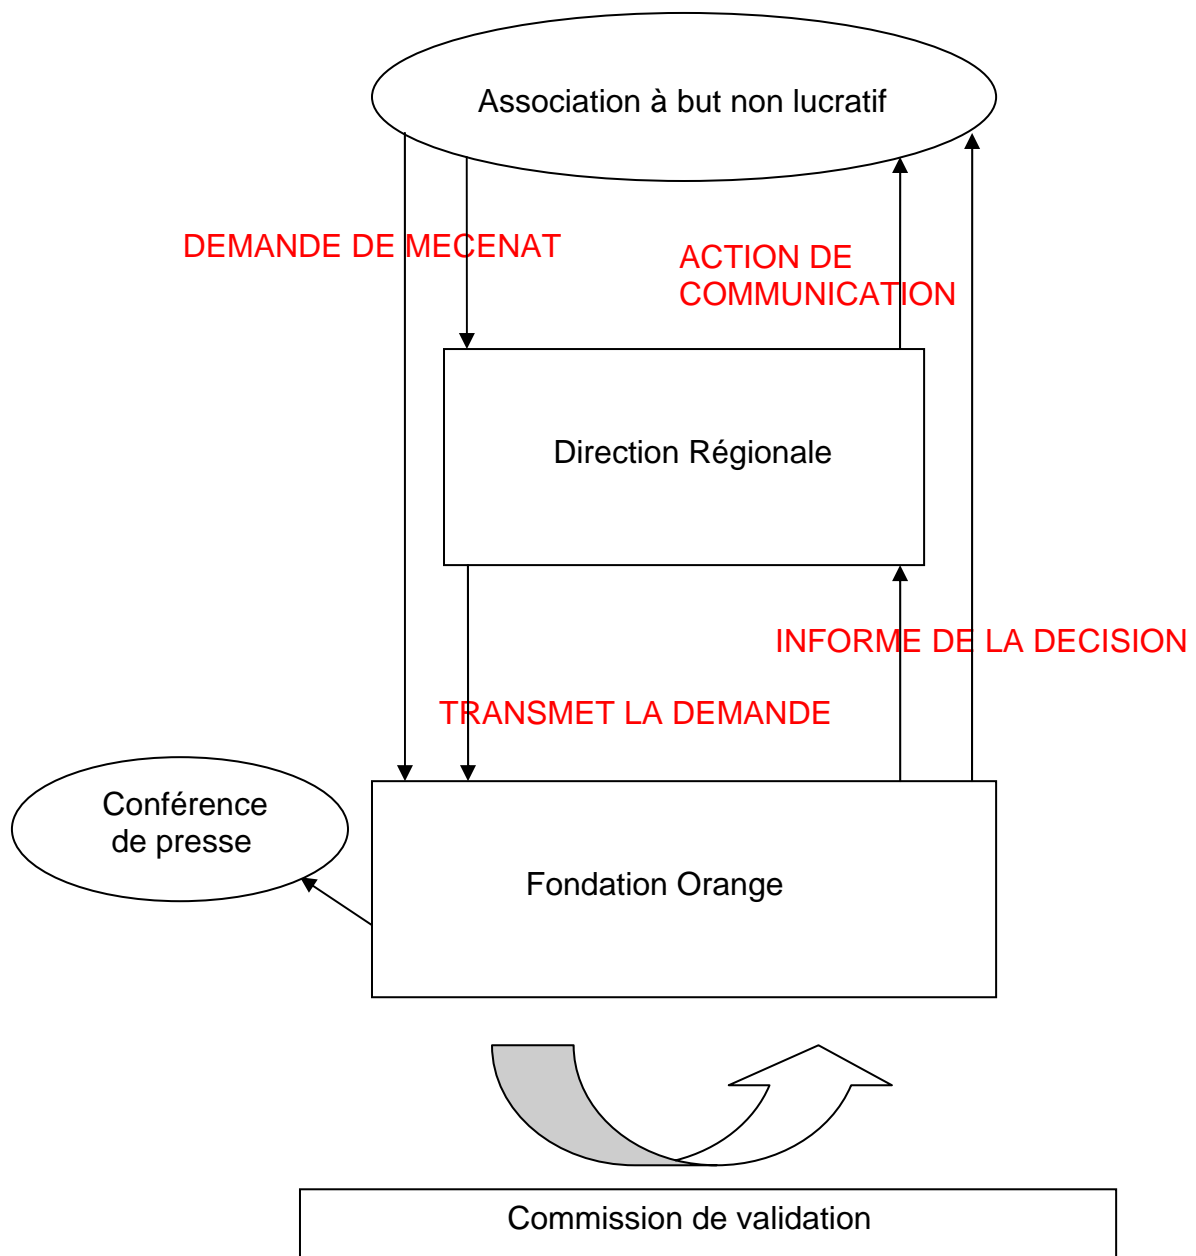 Association à but non lucratif
DEMANDE DE MECENAT
ACTION DE
COMMUNICATION
Direction Régionale
INFORME DE LA DECISION
TRANSMET LA DEMANDE
Conférence
de presse
Fondation Orange
Commission de validation